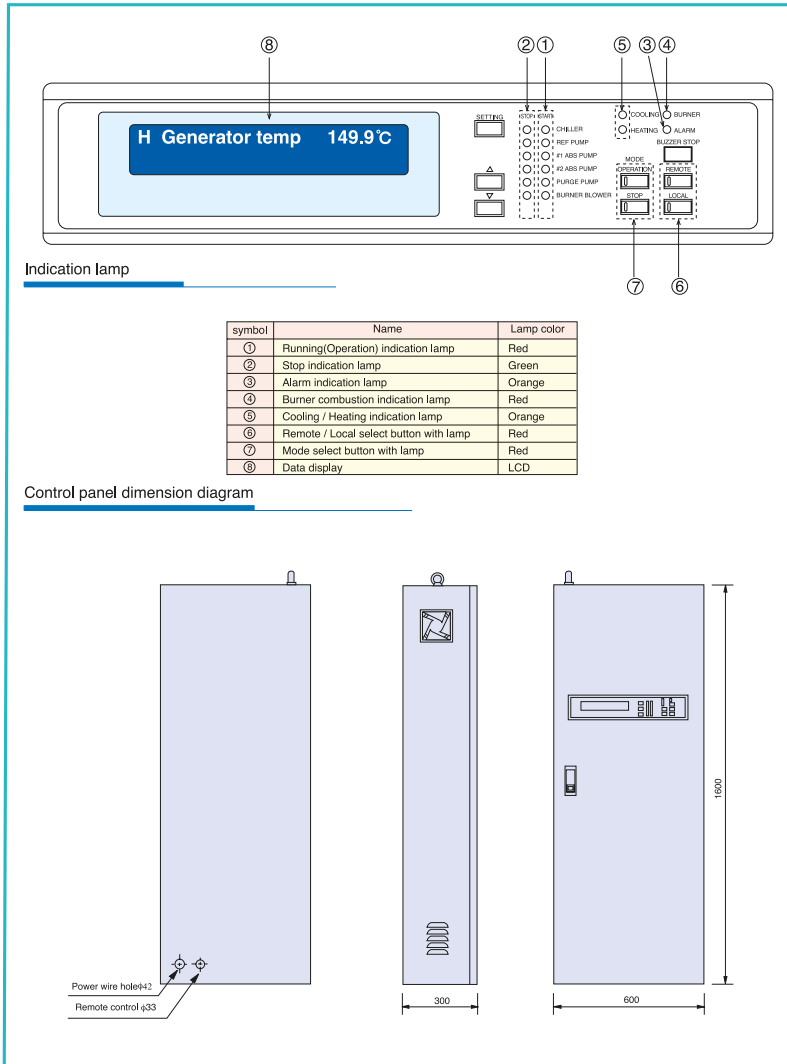 ⑧ ② ① ⑤ ③ ④
H Generator temp 149.9℃
SETTING
△
▽
STOP START
CHILLER
REF PUMP
#1 ABS PUMP
#2 ABS PUMP
PURGE PUMP
BURNER BLOWER
COOLING BURNER
HEATING ALARM
BUZZER STOP
MODE
OPERATION REMOTE
STOP LOCAL
⑦ ⑥
Indication lamp
symbol Name Lamp color
① Running(Operation) indication lamp Red
② Stop indication lamp Green
③ Alarm indication lamp Orange
④ Burner combustion indication lamp Red
⑤ Cooling / Heating indication lamp Orange
⑥ Remote / Local select button with lamp Red
⑦ Mode select button with lamp Red
⑧ Data display LCD
Control panel dimension diagram
1600
Power wire holeϕ42
Remote control ϕ33
300
600